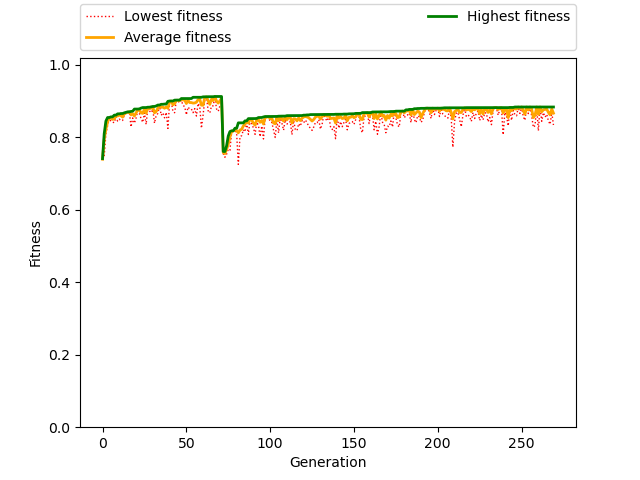 Lowest fitness
Average fitness
Highest fitness
1.0
0.8
0.6
0.4
0.2
0.0
Fitness
0 50 100 150 200 250
Generation